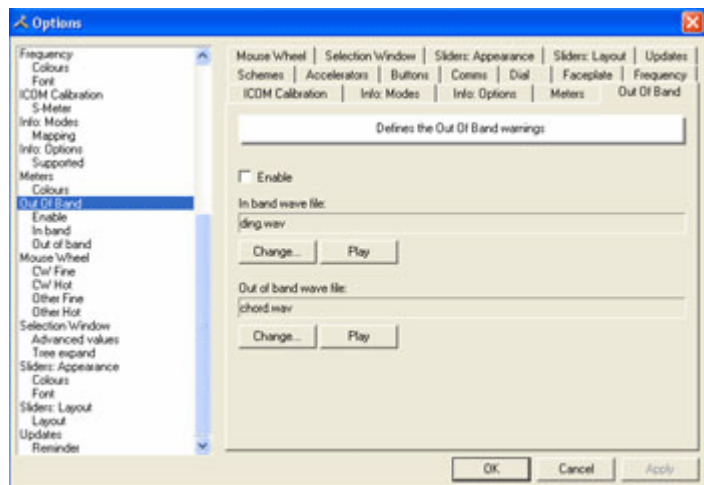 Options
Frequency
Colours
Font
ICOM Calibration
S-Meter
Info: Modes
Mapping
Info: Options
Supported
Meters
Colours
Out Of Band
Enable
In band
Out of band
Mouse Wheel
CW Fine
CW Hot
Other Fine
Other Hot
Selection Window
Advanced values
Tree expand
Sliders: Appearance
Colours
Font
Sliders: Layout
Layout
Updates
Reminder
Mouse Wheel Selection Window Sliders: Appearance Sliders: Layout Updates
Schemes Accelerators Buttons Comms Dial Faceplate Frequency
ICOM Calibration Info: Modes Info: Options Meters Out Of Band
Defines the Out Of Band warnings
Enable
In band wave file:
ding.wav
Change... Play
Out of band wave file:
chord.wav
Change... Play
OK Cancel Apply